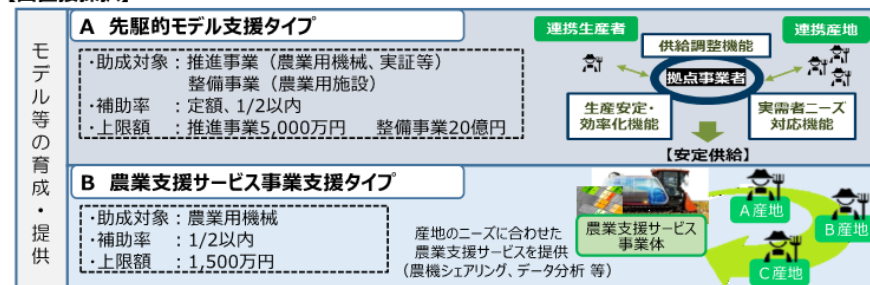 モデル等の育成・提供
A 先駆的モデル支援タイプ
・助成対象：推進事業（農業用機械、実証等）
整備事業（農業用施設）
・補助率　：定額、1/2以内
・上限額　：推進事業5,000万円　整備事業20億円
連携生産者
連携産地
供給調整機能
拠点事業者
生産安定・
効率化機能
実需者ニーズ
対応機能
【安定供給】
B 農業支援サービス事業支援タイプ
・助成対象：農業用機械
・補助率　：1/2以内
・上限額　：1,500万円
産地のニーズに合わせた
農業支援サービスを提供
（農機シェアリング、データ分析 等）
農業支援サービス
事業体
A産地
B産地
C産地